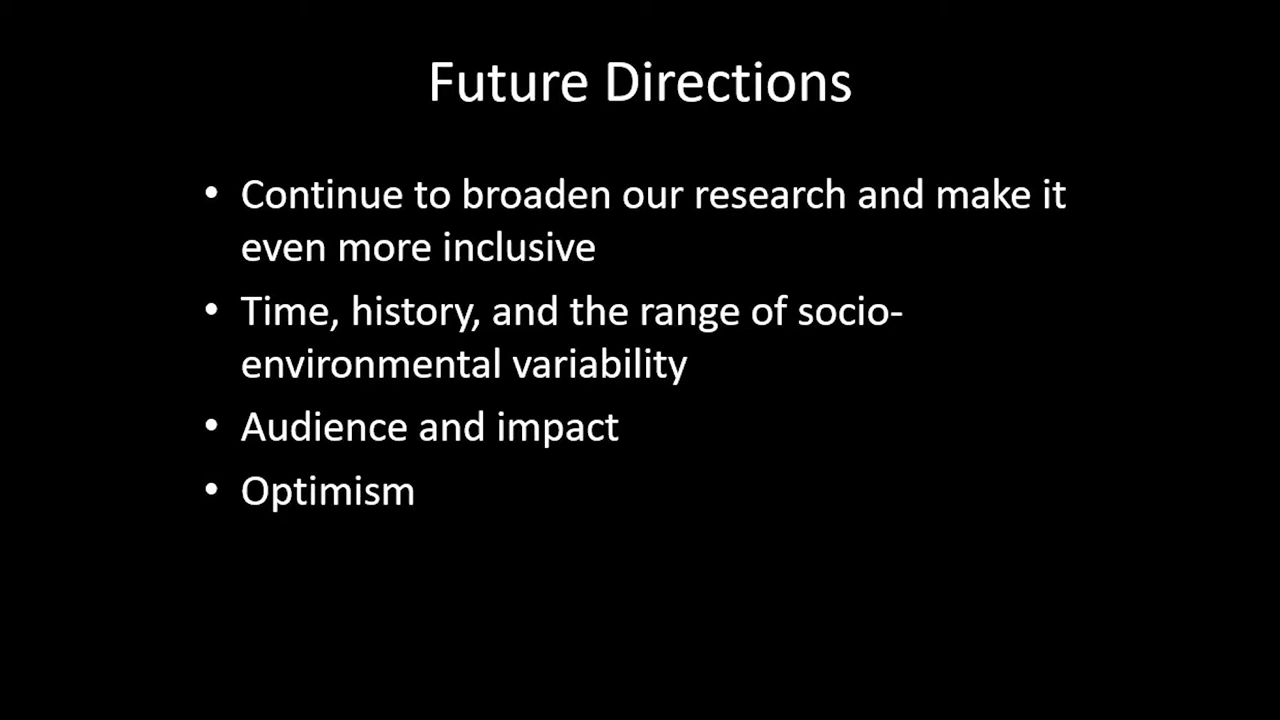 Future Directions
• Continue to broaden our research and make it
even more inclusive
• Time, history, and the range of socio-
environmental variability
• Audience and impact
• Optimism